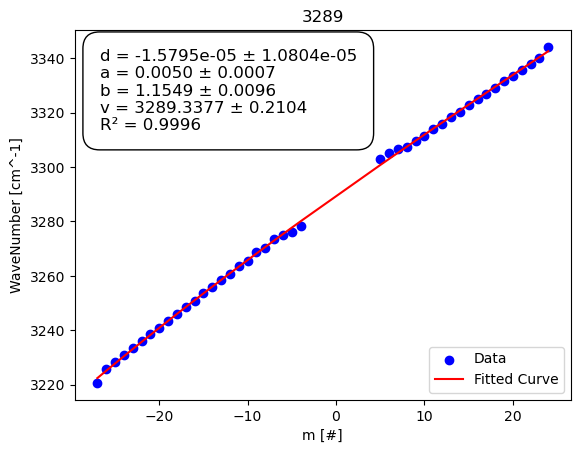 3289
d = -1.5795e-05 ± 1.0804e-05
a = 0.0050 ± 0.0007
b = 1.1549 ± 0.0096
v = 3289.3377 ± 0.2104
R² = 0.9996
WaveNumber [cm^-1]
3340
3320
3300
3280
3260
3240
3220
Data
Fitted Curve
−20 −10 0 10 20
m [#]